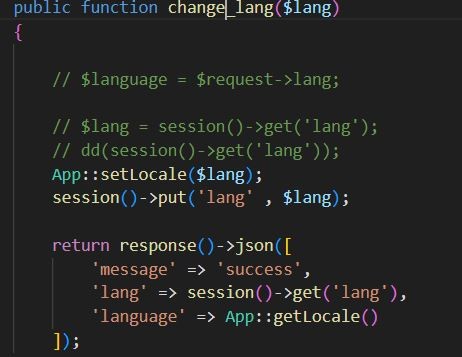 public function change_lang($lang)
{
// $language = $request->lang;
// $lang = session()->get('lang');
// dd(session()->get('lang'));
App::setLocale($lang);
session()->put('lang' , $lang);
return response()->json([
'message' => 'success',
'lang' => session()->get('lang'),
'language' => App::getLocale()
]);